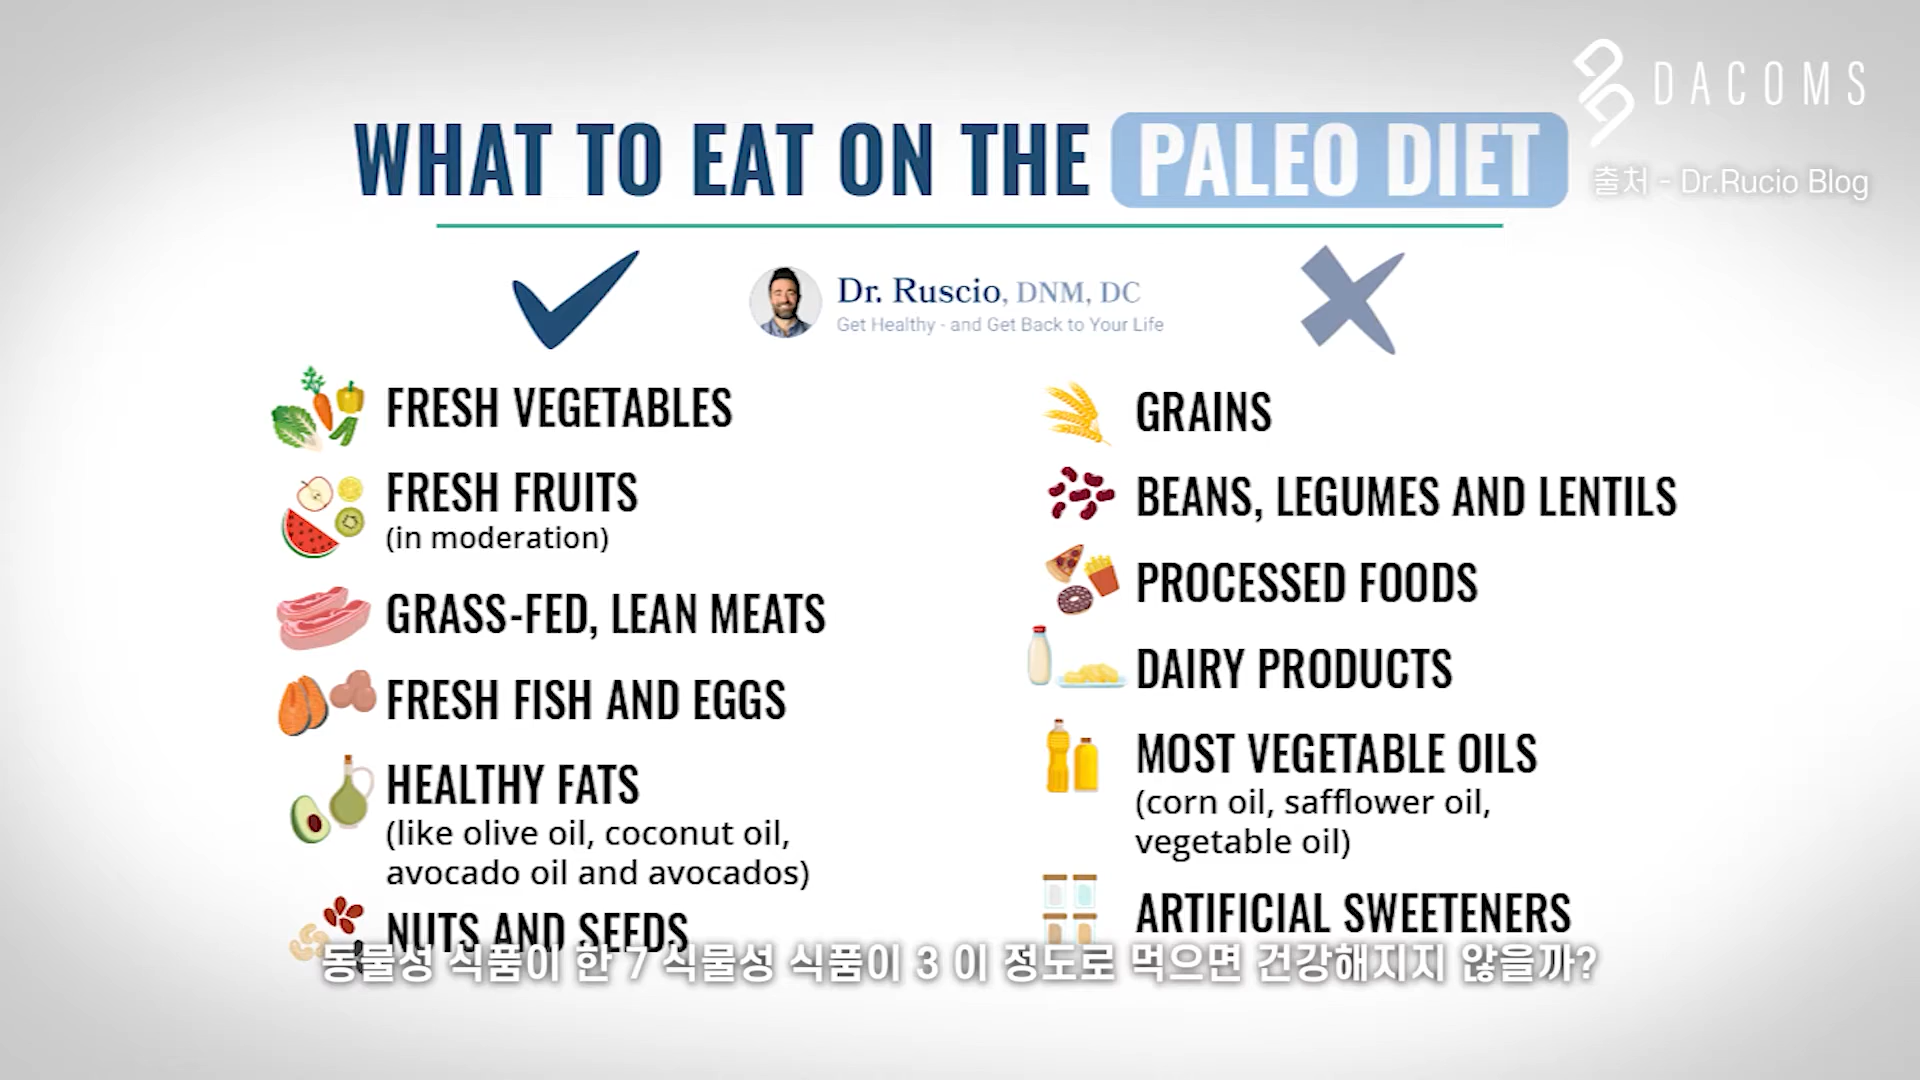 DACOMS
WHAT TO EAT ON THE PALEO DIET
출처 - Dr.Rucio Blog
Dr. Ruscio, DNM, DC
Get Healthy - and Get Back to Your Life
FRESH VEGETABLES
FRESH FRUITS
(in moderation)
GRASS-FED, LEAN MEATS
FRESH FISH AND EGGS
HEALTHY FATS
(like olive oil, coconut oil,
avocado oil and avocados)
NUTS AND SEEDS
GRAINS
BEANS, LEGUMES AND LENTILS
PROCESSED FOODS
DAIRY PRODUCTS
MOST VEGETABLE OILS
(corn oil, safflower oil,
vegetable oil)
ARTIFICIAL SWEETENERS
동물성 식품이 한 7 식물성 식품이 3 이 정도로 먹으면 건강해지지 않을까?